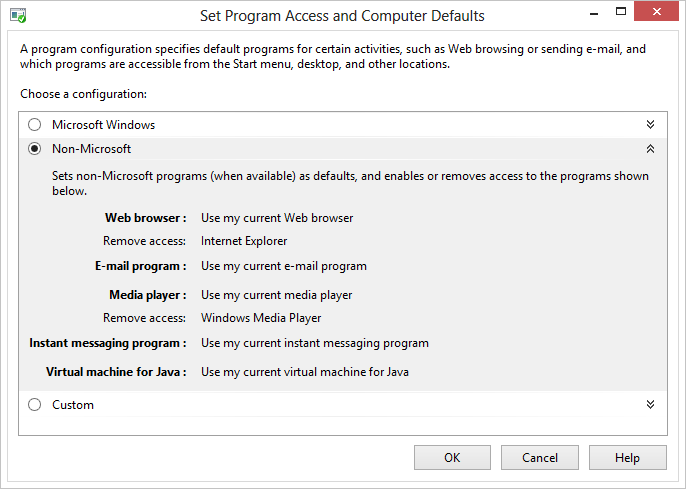 Set Program Access and Computer Defaults
A program configuration specifies default programs for certain activities, such as Web browsing or sending e-mail, and
which programs are accessible from the Start menu, desktop, and other locations.
Choose a configuration:
Microsoft Windows
Non-Microsoft
Sets non-Microsoft programs (when available) as defaults, and enables or removes access to the programs shown
below.
Web browser : Use my current Web browser
Remove access: Internet Explorer
E-mail program : Use my current e-mail program
Media player : Use my current media player
Remove access: Windows Media Player
Instant messaging program : Use my current instant messaging program
Virtual machine for Java : Use my current virtual machine for Java
Custom
OK Cancel Help